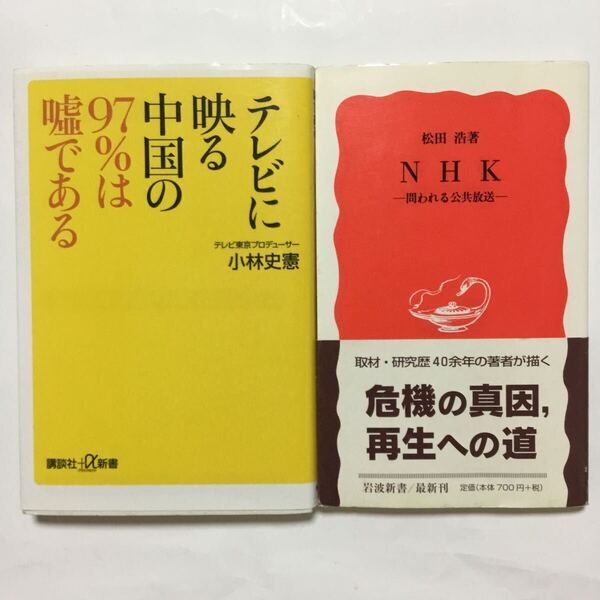 テレビに
映る
中国の
97%は
嘘である
テレビ東京プロデューサー
小林史憲
講談社+α新書
松田 浩著
NHK
―問われる公共放送―
取材・研究歴40余年の著者が描く
危機の真因,
再生への道
岩波新書/最新刊 定価(本体700円+税)